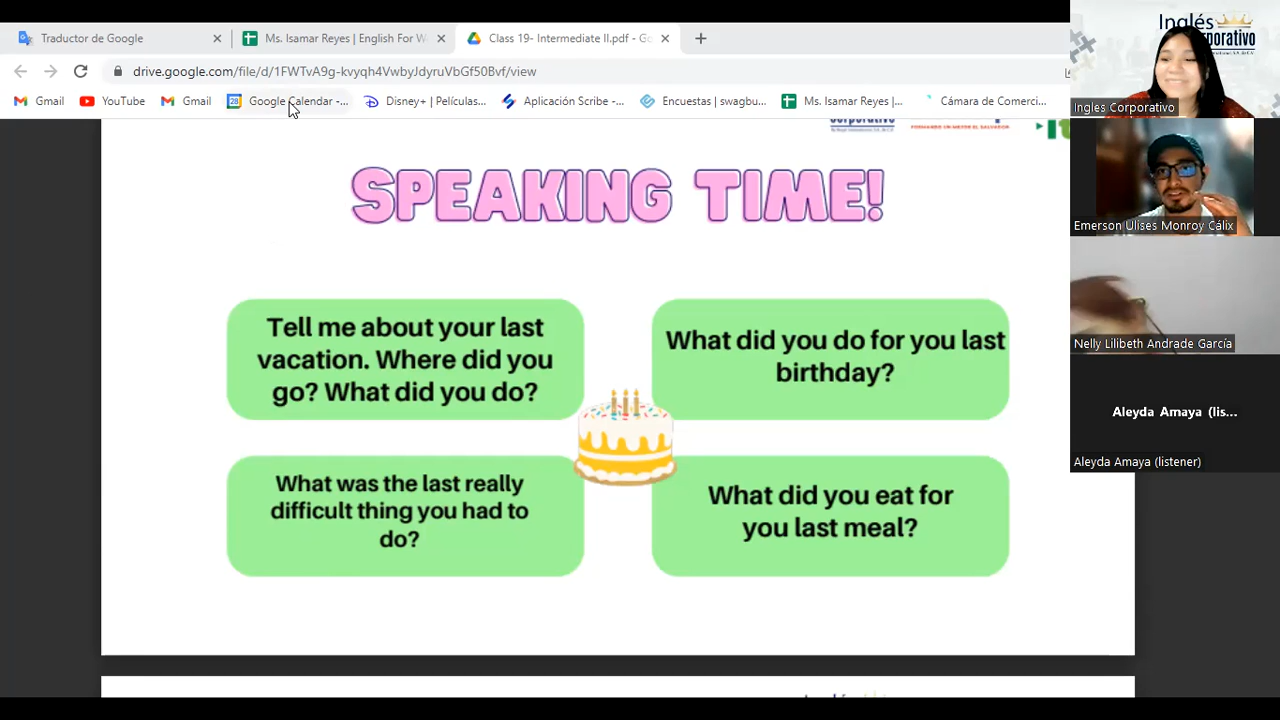 Traductor de Google
Ms. Isamar Reyes | English For W
Class 19- Intermediate II.pdf - Go
drive.google.com/file/d/1FWTvA9g-kvyqh4VwbyJdyruVbGf3tBvf/view
Gmail
YouTube
Gmail
Google Calendar -...
Disney+ | Películas...
Aplicación Scribe -...
Encuestas | swagbu...
Ms. Isamar Reyes |...
Cámara de Comerci...
SPEAKING TIME!
Tell me about your last
vacation. Where did you
go? What did you do?
What did you do for you last
birthday?
What was the last really
difficult thing you had to
do?
What did you eat for
you last meal?
Inglés
Ingles Corporativo
Emerson Ulises Monroy Cálix
Nelly Lilibeth Andrade García
Aleyda Amaya (lis...
Aleyda Amaya (listener)